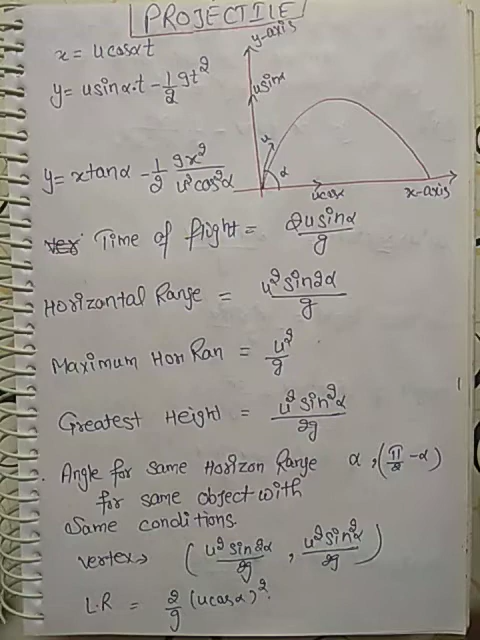 PROJECTILE
x = ucosαt
y = usinα.t - 1/2 gt²
y-axis
usinα
u
α
ucosα
x-axis
y = xtanα - 1/2 gx²/u²cos²α
Time of flight = 2usinα/g
Horizontal Range = u²sin2α/g
Maximum Hor Ran = u²/g
Greatest Height = u²sin²α/2g
. Angle for same Horizon Range α, (π/2 - α)
for same object with
same conditions.
vertex→ (u²sin2α/2g, u²sin²α/2g)
L.R = 2/g (ucosα)².